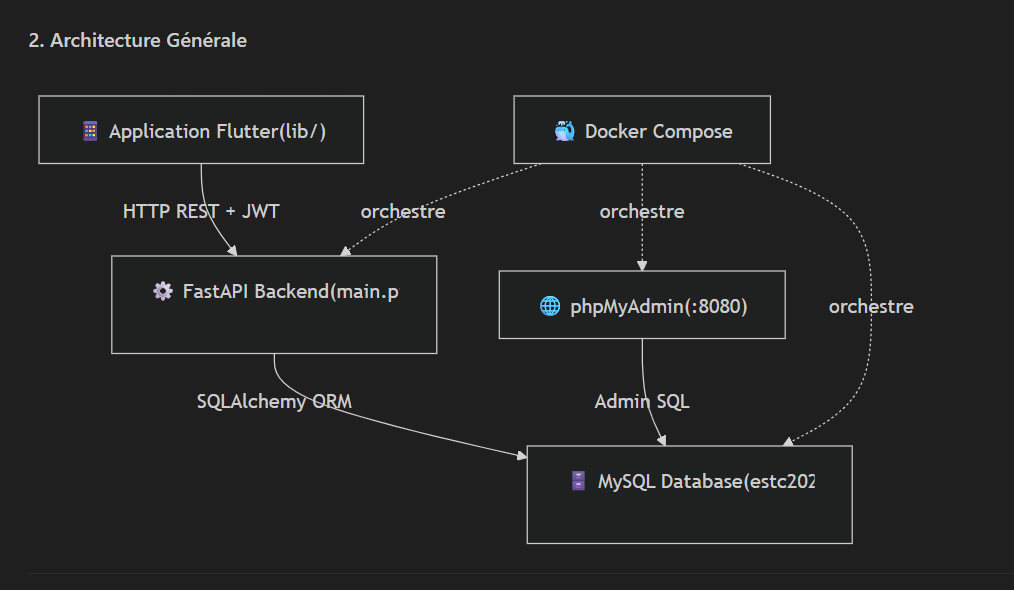 2. Architecture Générale
Application Flutter(lib/)
Docker Compose
HTTP REST + JWT
orchestre
orchestre
FastAPI Backend(main.p
phpMyAdmin(:8080)
orchestre
SQLAlchemy ORM
Admin SQL
MySQL Database(estc202